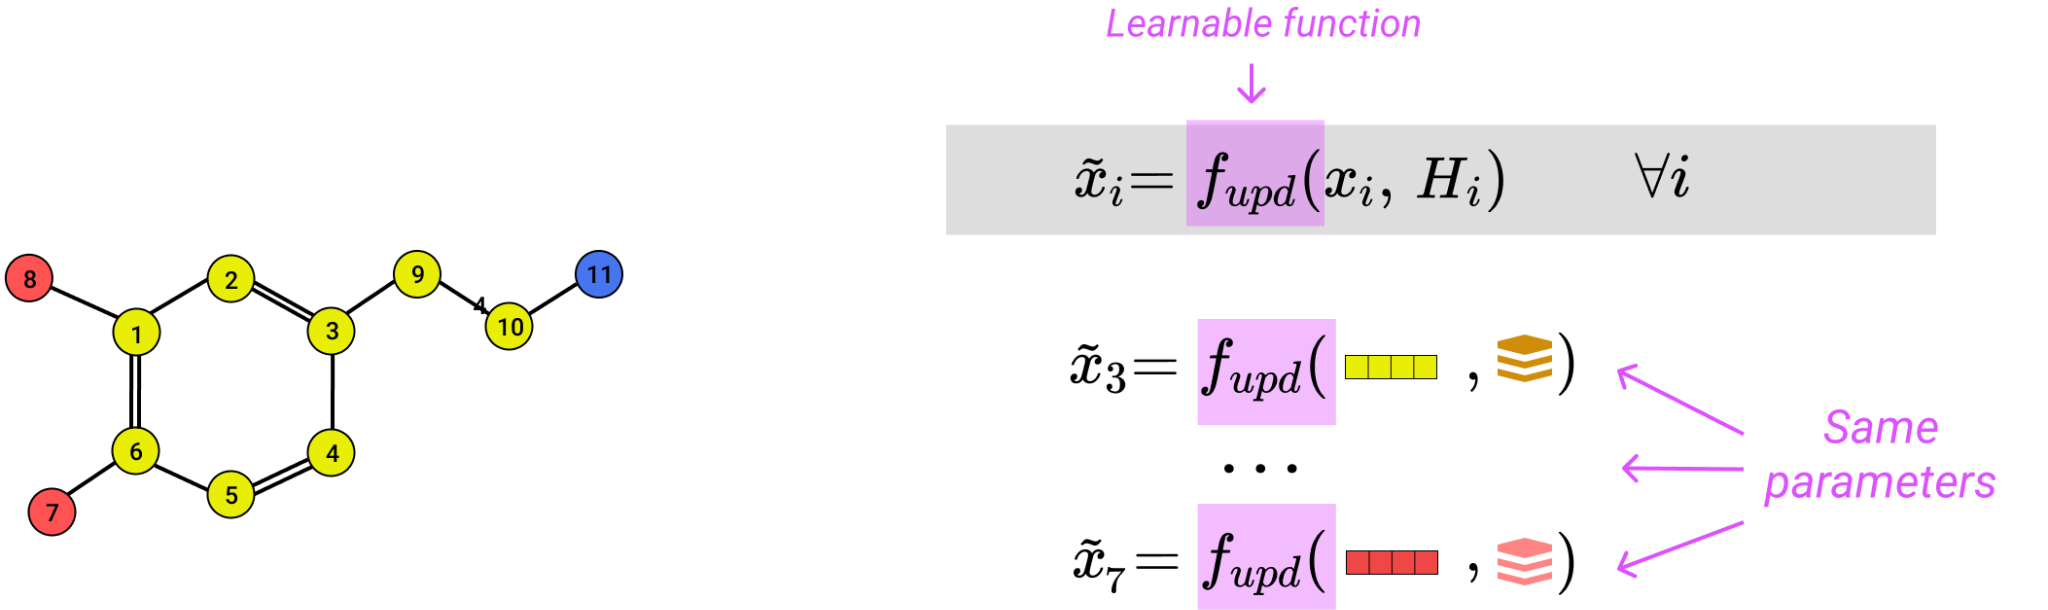 Learnable function
x̃ᵢ = f_upd(xᵢ, Hᵢ) ∀i
8
2
9
11
1
3
4
10
6
4
5
7
x̃₃ = f_upd( , )
...
x̃₇ = f_upd( , )
Same
parameters